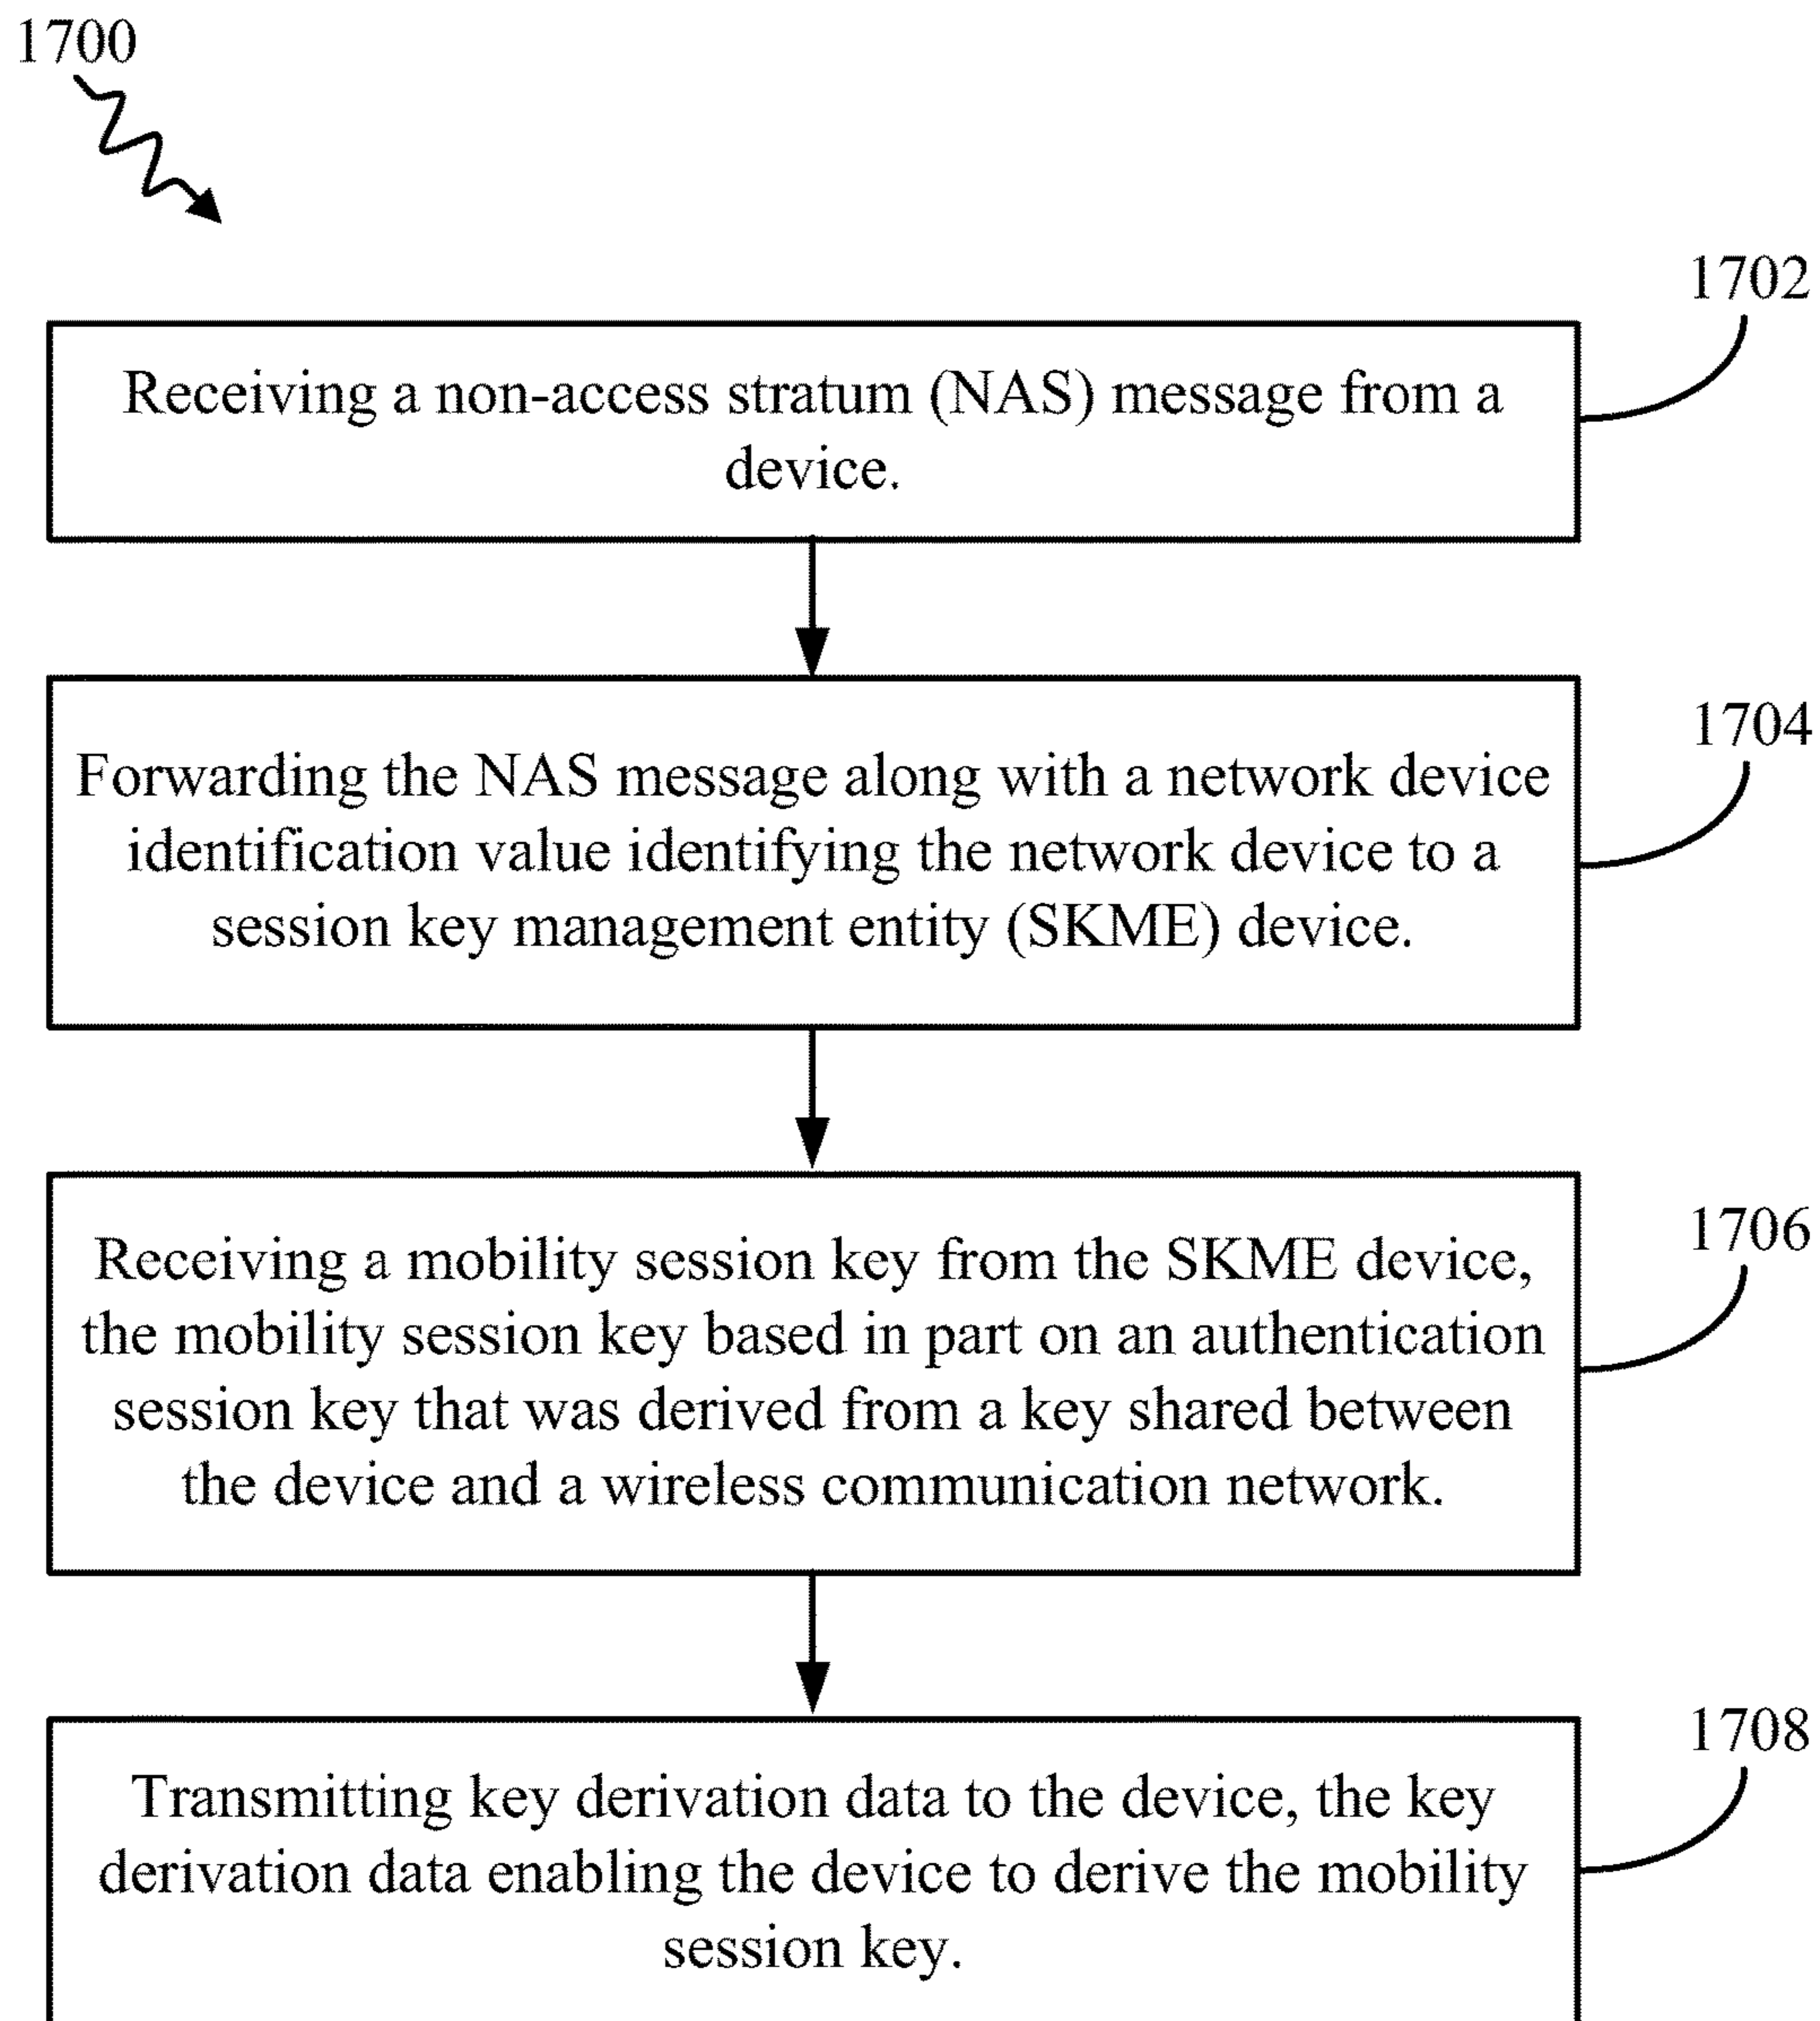 1700
1702
Receiving a non-access stratum (NAS) message from a
device.
1704
Forwarding the NAS message along with a network device
identification value identifying the network device to a
session key management entity (SKME) device.
1706
Receiving a mobility session key from the SKME device,
the mobility session key based in part on an authentication
session key that was derived from a key shared between
the device and a wireless communication network.
1708
Transmitting key derivation data to the device, the key
derivation data enabling the device to derive the mobility
session key.